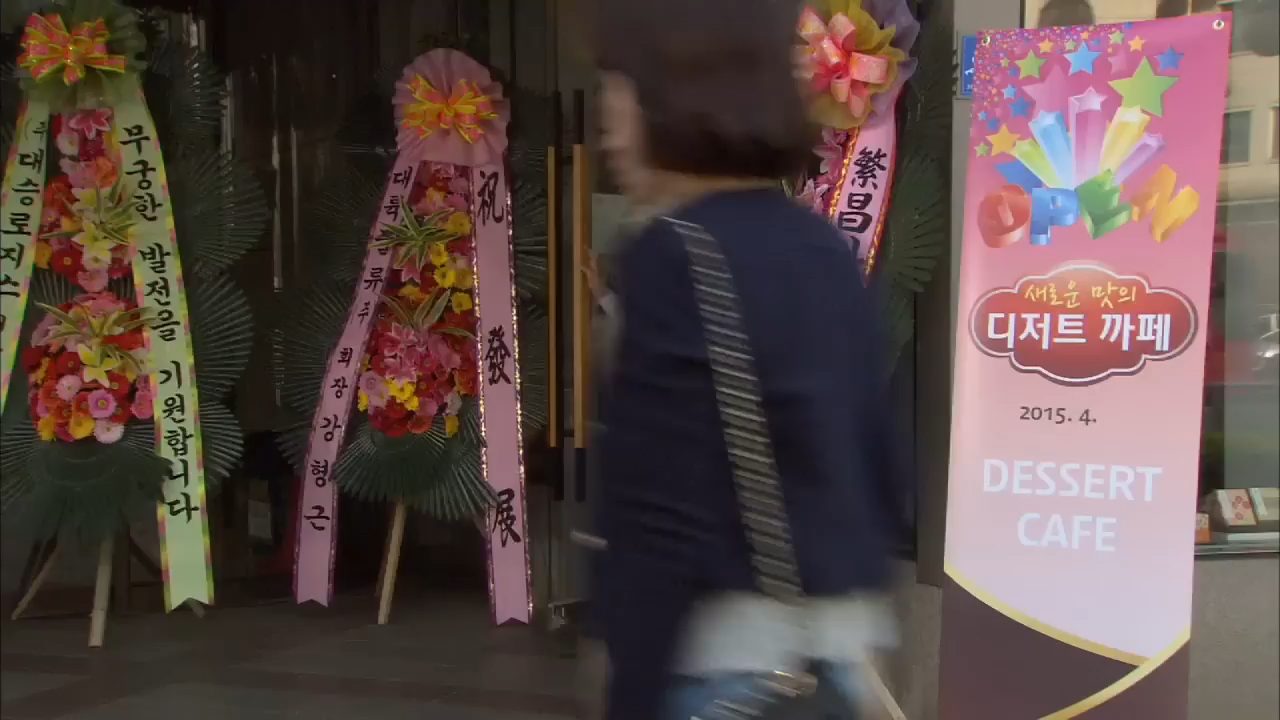 대승로지스
무궁한 발전을 기원합니다
회장 강형근
祝 發 展
繁昌
OPEN
새로운 맛의
디저트 까페
2015. 4.
DESSERT
CAFE